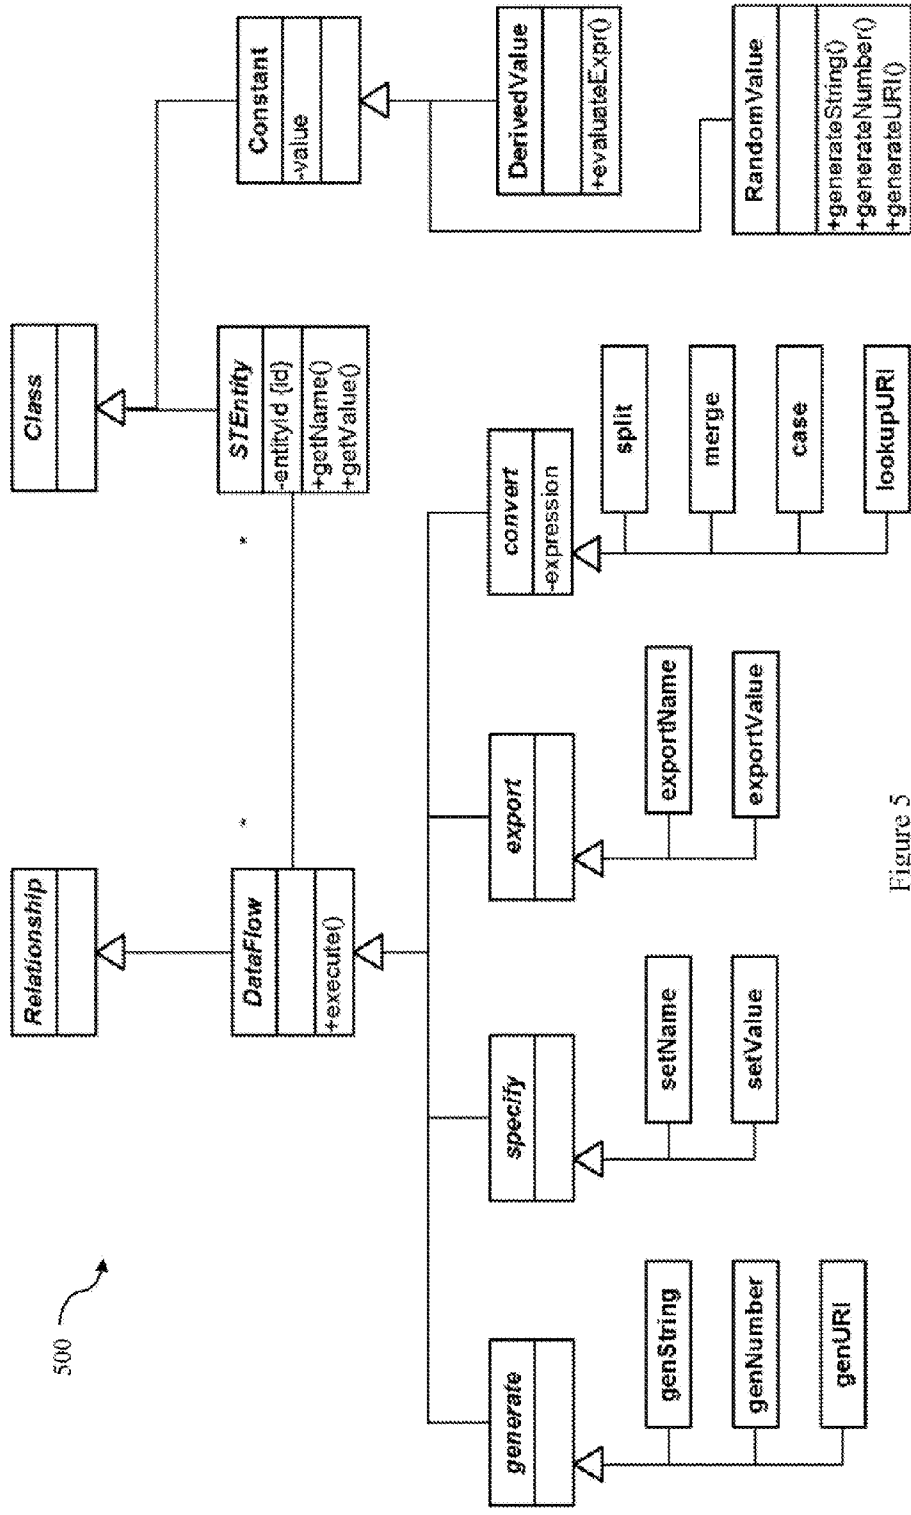 500
Relationship
Class
DataFlow
+execute()
*
*
STEntity
-entityId {id}
+getName()
+getValue()
Constant
-value
generate
specify
export
convert
-expression
DerivedValue
+evaluateExpr()
genString
genNumber
genURI
setName
setValue
exportName
exportValue
split
merge
case
lookupURI
RandomValue
+generateString()
+generateNumber()
+generateURI()
Figure 5